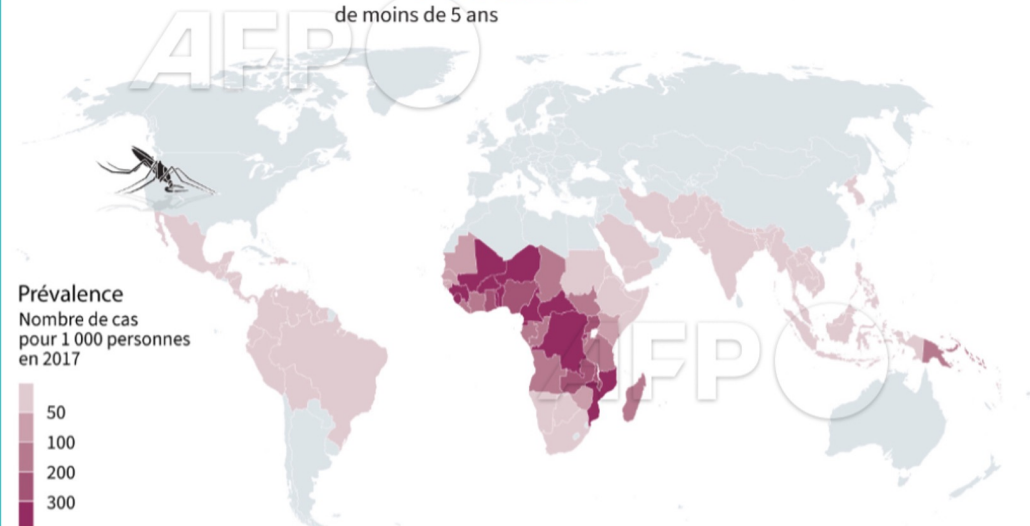 AFP
de moins de 5 ans
AFP
Prévalence
Nombre de cas
pour 1 000 personnes
en 2017
50
100
200
300